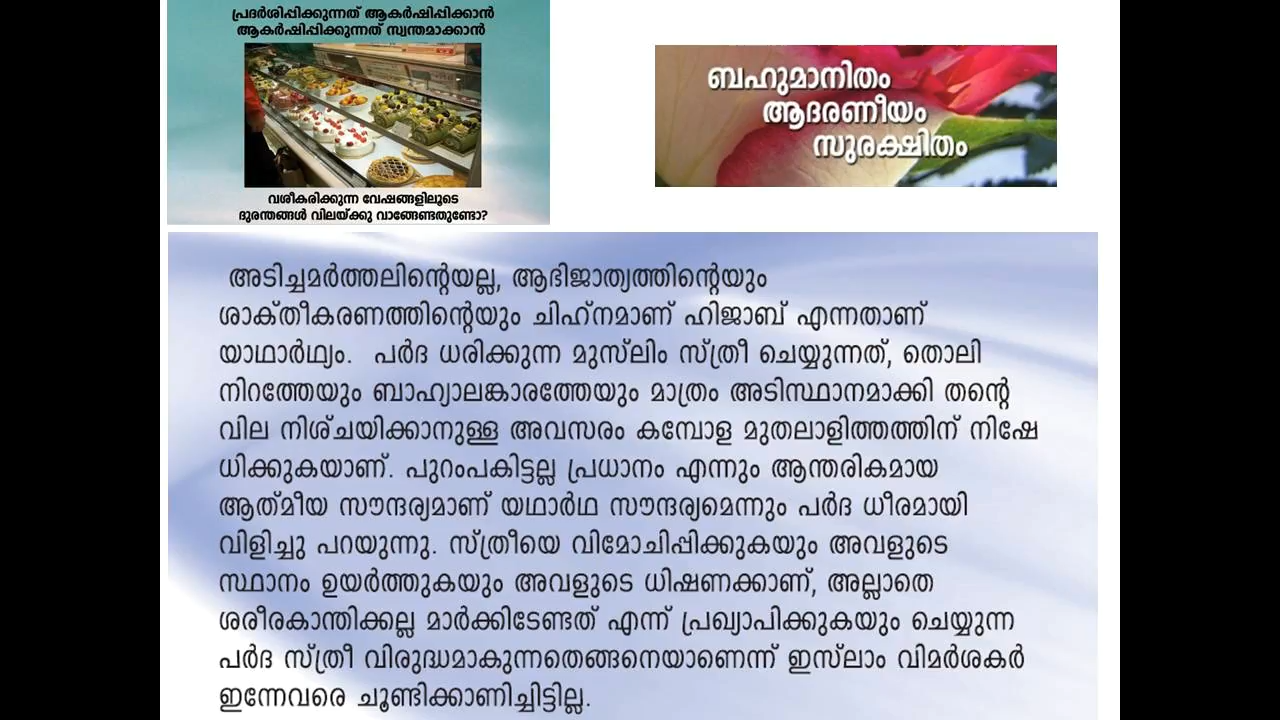 പ്രദർശിപ്പിക്കുന്നത് ആകർഷിപ്പിക്കാൻ
ആകർഷിപ്പിക്കുന്നത് സ്വന്തമാക്കാൻ
വശീകരിക്കുന്ന വേഷങ്ങളിലൂടെ
ദുരന്തങ്ങൾ വിലയ്ക്കു വാങ്ങേണ്ടതുണ്ടോ?
ബഹുമാനിതം
ആദരണീയം
സുരക്ഷിതം
അടിച്ചമർത്തലിന്റെയല്ല, ആഭിജാത്യത്തിന്റെയും
ശാക്തീകരണത്തിന്റെയും ചിഹ്നമാണ് ഹിജാബ് എന്നതാണ്
യാഥാർഥ്യം. പർദ ധരിക്കുന്ന മുസ്‌ലിം സ്ത്രീ ചെയ്യുന്നത്, തൊലി
നിറത്തേയും ബാഹ്യാലങ്കാരത്തേയും മാത്രം അടിസ്ഥാനമാക്കി തന്റെ
വില നിശ്ചയിക്കാനുള്ള അവസരം കമ്പോള മുതലാളിത്തത്തിന് നിഷേ
ധിക്കുകയാണ്. പുറംപകിട്ടല്ല പ്രധാനം എന്നും ആന്തരികമായ
ആത്മീയ സൗന്ദര്യമാണ് യഥാർഥ സൗന്ദര്യമെന്നും പർദ ധീരമായി
വിളിച്ചു പറയുന്നു. സ്ത്രീയെ വിമോചിപ്പിക്കുകയും അവളുടെ
സ്ഥാനം ഉയർത്തുകയും അവളുടെ ധിഷണക്കാണ്, അല്ലാതെ
ശരീരകാന്തിക്കല്ല മാർക്കിടേണ്ടത് എന്ന് പ്രഖ്യാപിക്കുകയും ചെയ്യുന്ന
പർദ സ്ത്രീ വിരുദ്ധമാകുന്നതെങ്ങനെയാണെന്ന് ഇസ്‌ലാം വിമർശകർ
ഇന്നേവരെ ചൂണ്ടിക്കാണിച്ചിട്ടില്ല.